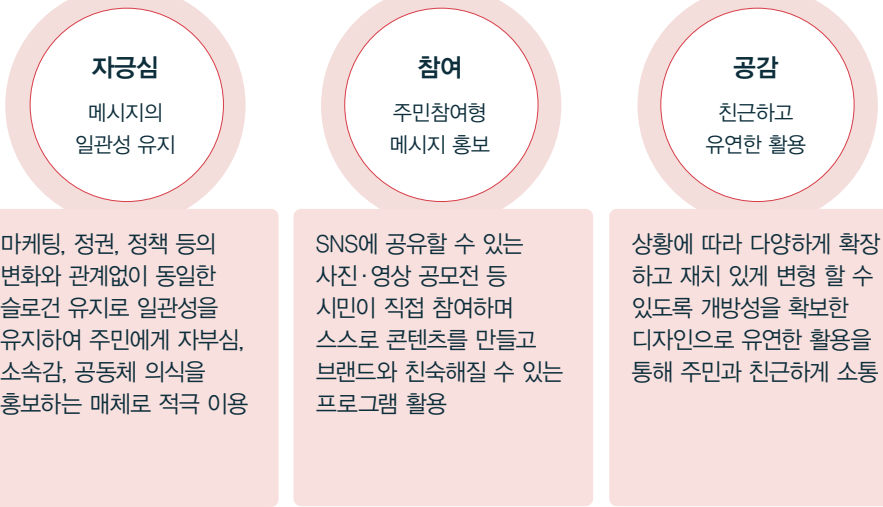 자긍심
메시지의
일관성 유지
마케팅, 정권, 정책 등의
변화와 관계없이 동일한
슬로건 유지로 일관성을
유지하여 주민에게 자부심,
소속감, 공동체 의식을
홍보하는 매체로 적극 이용
참여
주민참여형
메시지 홍보
SNS에 공유할 수 있는
사진·영상 공모전 등
시민이 직접 참여하며
스스로 콘텐츠를 만들고
브랜드와 친숙해질 수 있는
프로그램 활용
공감
친근하고
유연한 활용
상황에 따라 다양하게 확장
하고 재치 있게 변형 할 수
있도록 개방성을 확보한
디자인으로 유연한 활용을
통해 주민과 친근하게 소통